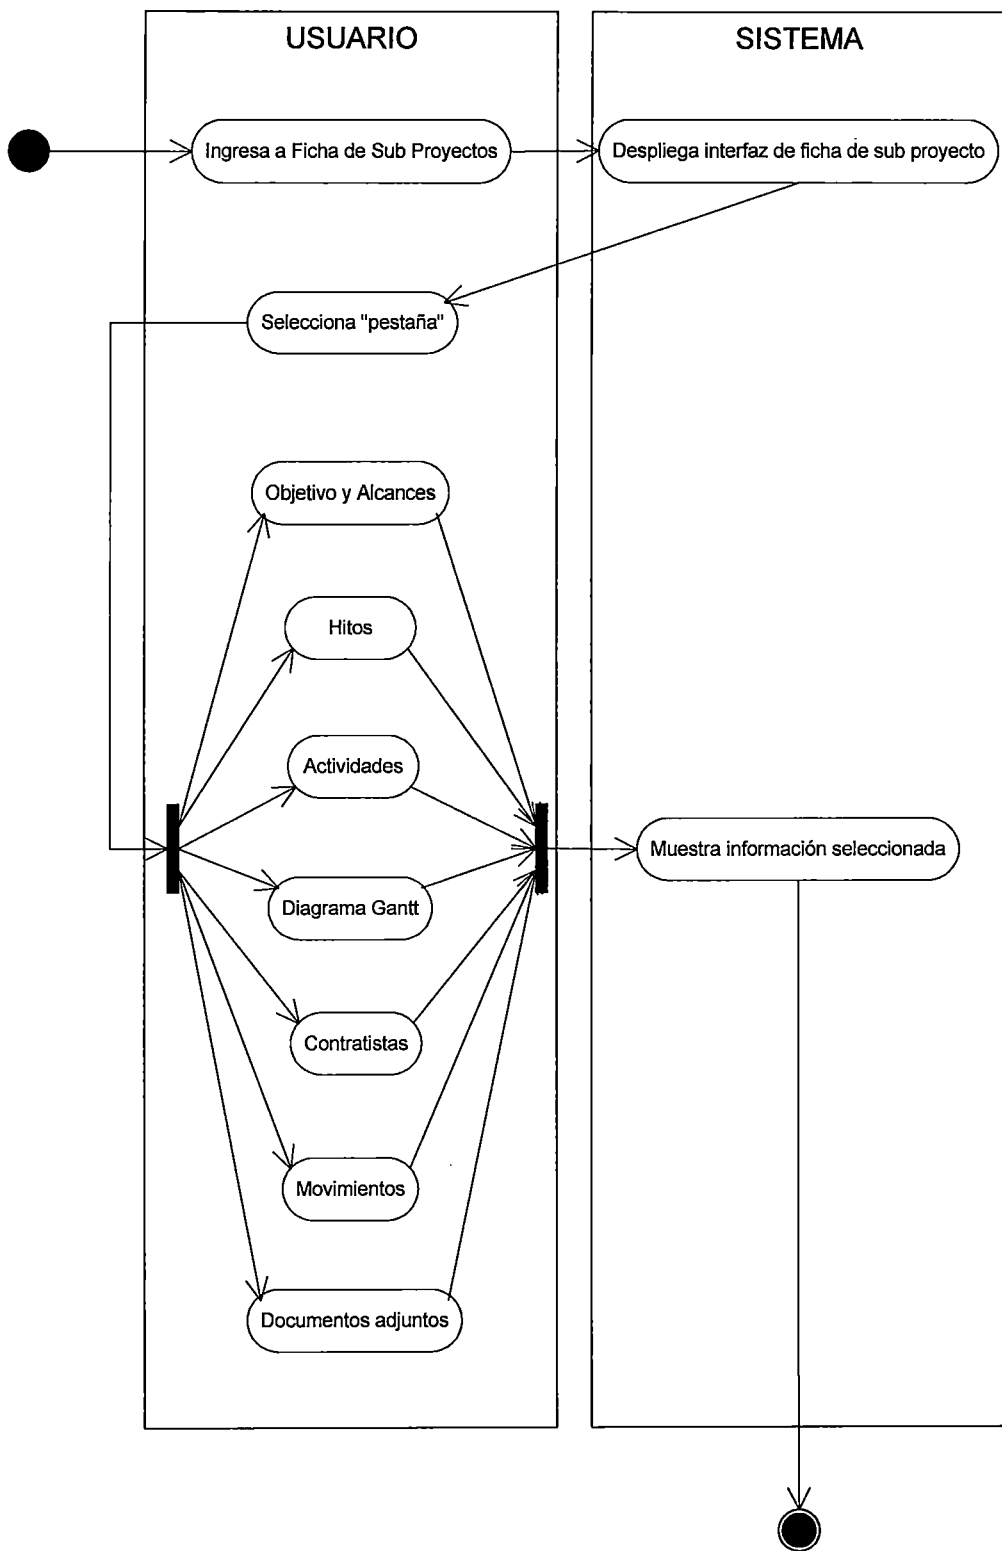 USUARIO
SISTEMA
Ingresa a Ficha de Sub Proyectos
Despliega interfaz de ficha de sub proyecto
Selecciona "pestaña"
Objetivo y Alcances
Hitos
Actividades
Muestra información seleccionada
Diagrama Gantt
Contratistas
Movimientos
Documentos adjuntos